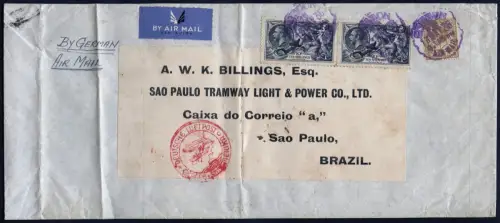 BY AIR MAIL
By German
Air Mail
A. W. K. BILLINGS, Esq.
SAO PAULO TRAMWAY LIGHT & POWER CO., LTD.
Caixa do Correio "a,"
Sao Paulo,
BRAZIL.